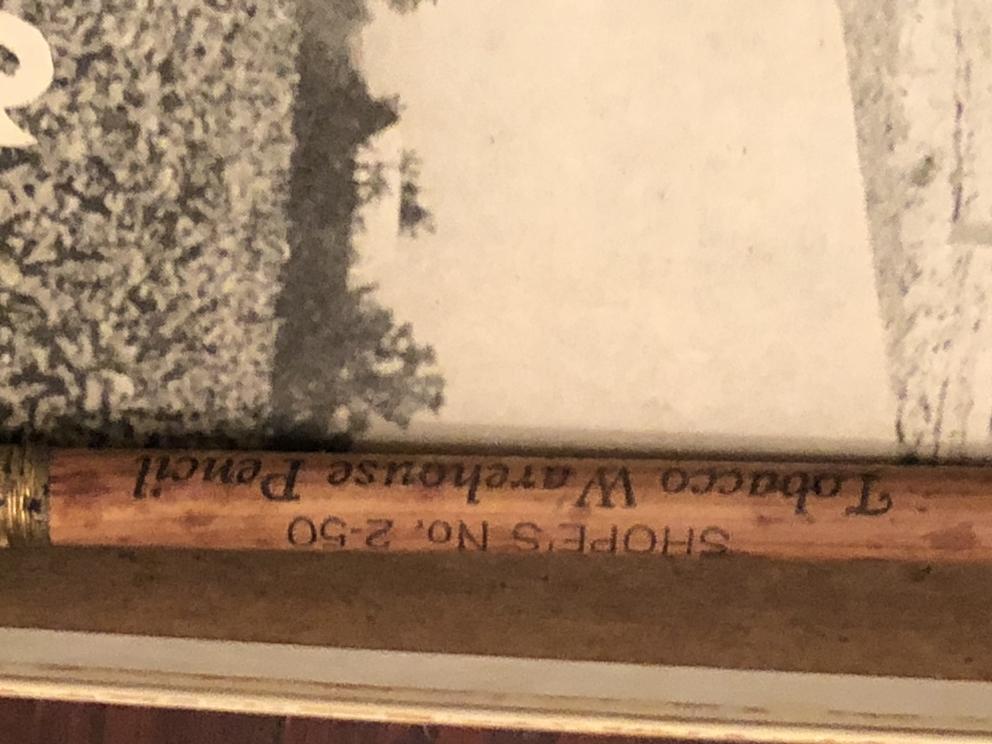 SHOPE'S No. 2-50
Tobacco Warehouse Pencil